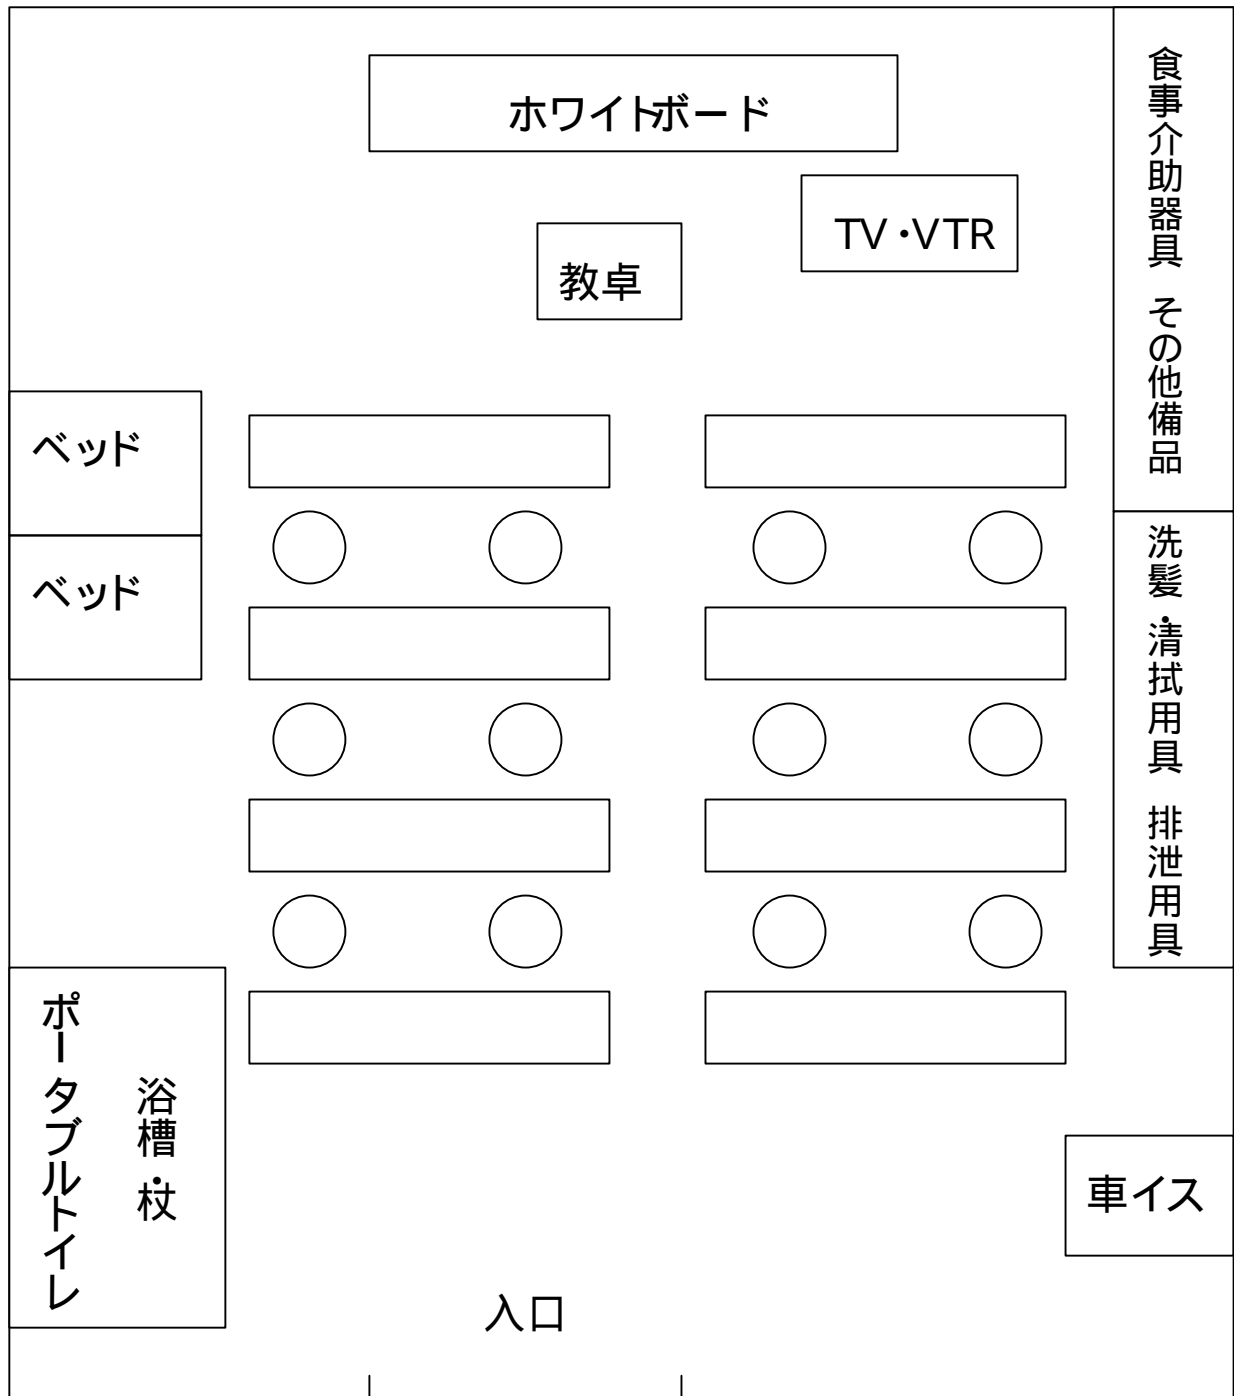 ホワイトボード
TV・VTR
教卓
食事介助器具 その他備品
ベッド
ベッド
洗髪・清拭用具 排泄用具
浴槽・杖
ポータブルトイレ
車イス
入口